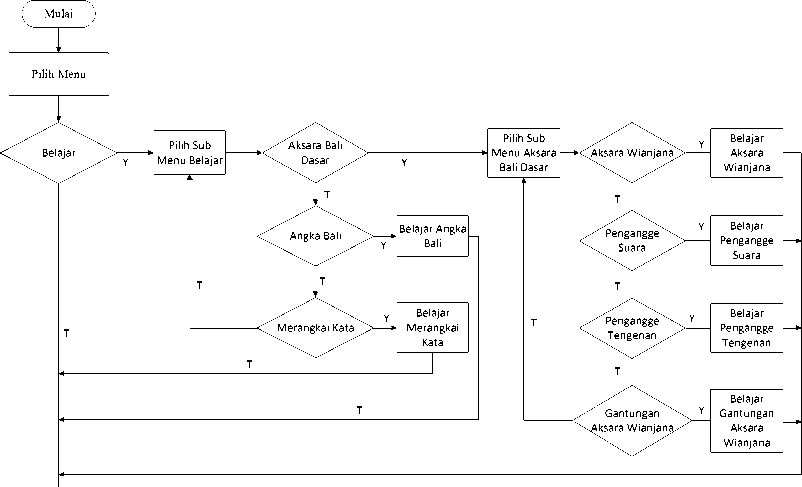 Mulai
Pilih Menu
Belajar
Y
Pilih Sub
Menu Belajar
Aksara Bali
Dasar
Y
Pilih Sub
Menu Aksara
Bali Dasar
Aksara Wianjana
Y
Belajar
Aksara
Wianjana
T
T
Angka Bali
Y
Belajar Angka
Bali
Pengangge
Suara
Y
Belajar
Pengangge
Suara
T
T
T
Merangkai Kata
Y
Belajar
Merangkai
Kata
T
Pengangge
Tengenan
Y
Belajar
Pengangge
Tengenan
T
T
T
T
Gantungan
Aksara Wianjana
Y
Belajar
Gantungan
Aksara
Wianjana